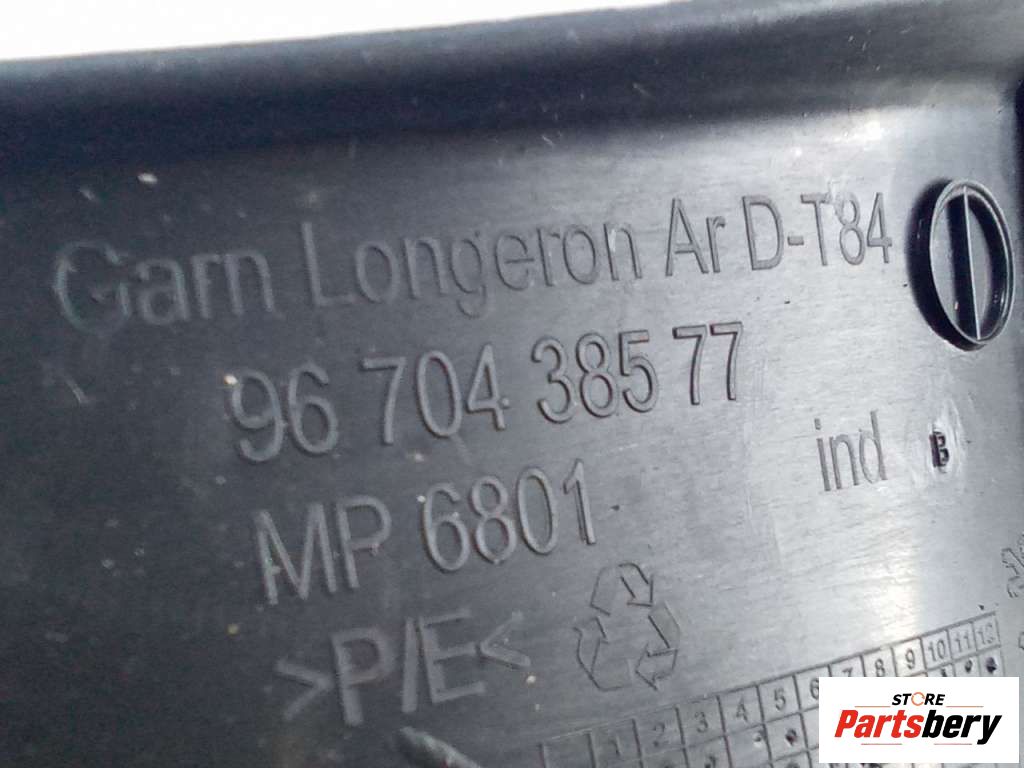 Garn Longeron Ar D-T84
96 704 385 77
ind B
MP 6801
>P/E<
1 2 3 4 5 6 7 8 9 10 11 12
STORE
Partsbery